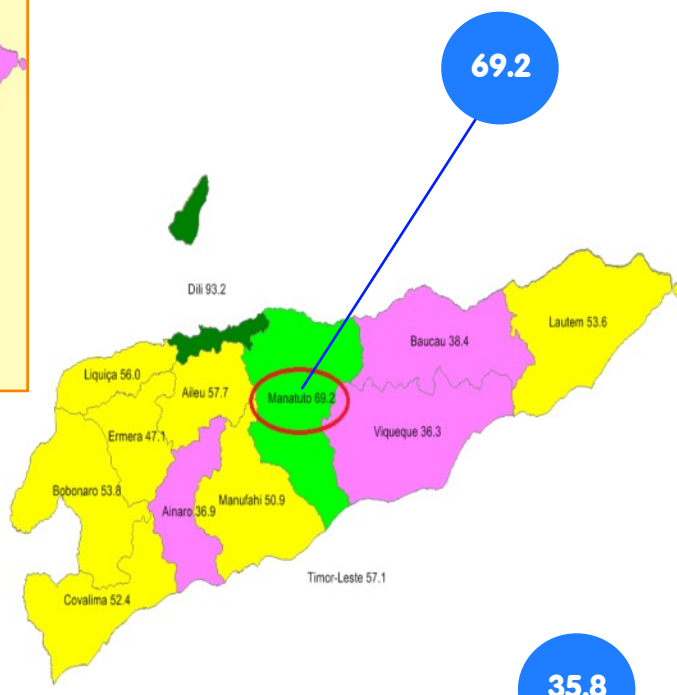 69.2
Dili 93.2
Lautem 53.6
Baucau 38.4
Liquiça 56.0
Aileu 57.7
Manatuto 69.2
Ermera 47.1
Viqueque 36.3
Bobonaro 53.8
Manufahi 50.9
Ainaro 36.9
Timor-Leste 57.1
Covalima 52.4
35.8